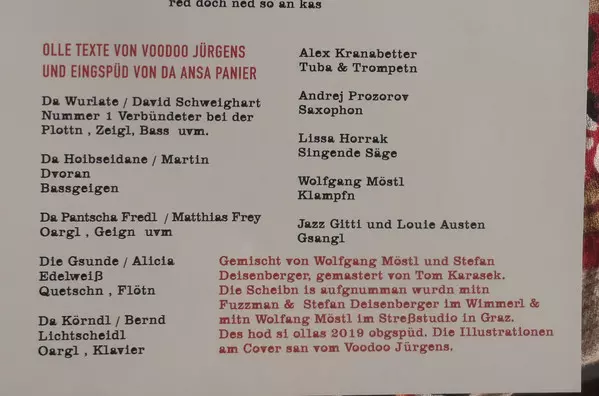 red doch ned so an kas
OLLE TEXTE VON VOODOO JÜRGENS
UND EINGSPÜD VON DA ANSA PANIER
Da Wurlate / David Schweighart
Nummer 1 Verbündeter bei der
Plottn , Zeigl, Bass uvm.
Da Hoibseidane / Martin
Dvoran
Bassgeigen
Da Pantscha Fredl / Matthias Frey
Oargl , Geign uvm
Die Gsunde / Alicia
Edelweiß
Quetschn , Flötn
Da Körndl / Bernd
Lichtscheidl
Oargl , Klavier
Alex Kranabetter
Tuba & Trompetn
Andrej Prozorov
Saxophon
Lissa Horrak
Singende Säge
Wolfgang Möstl
Klampfn
Jazz Gitti und Louie Austen
Gsangl
Gemischt von Wolfgang Möstl und Stefan
Deisenberger, gemastert von Tom Karasek.
Die Scheibn is aufgnumman wurdn mitn
Fuzzman & Stefan Deisenberger im Wimmerl &
mitn Wolfang Möstl im Streßstudio in Graz.
Des hod si ollas 2019 obgspüd. Die Illustrationen
am Cover san vom Voodoo Jürgens.